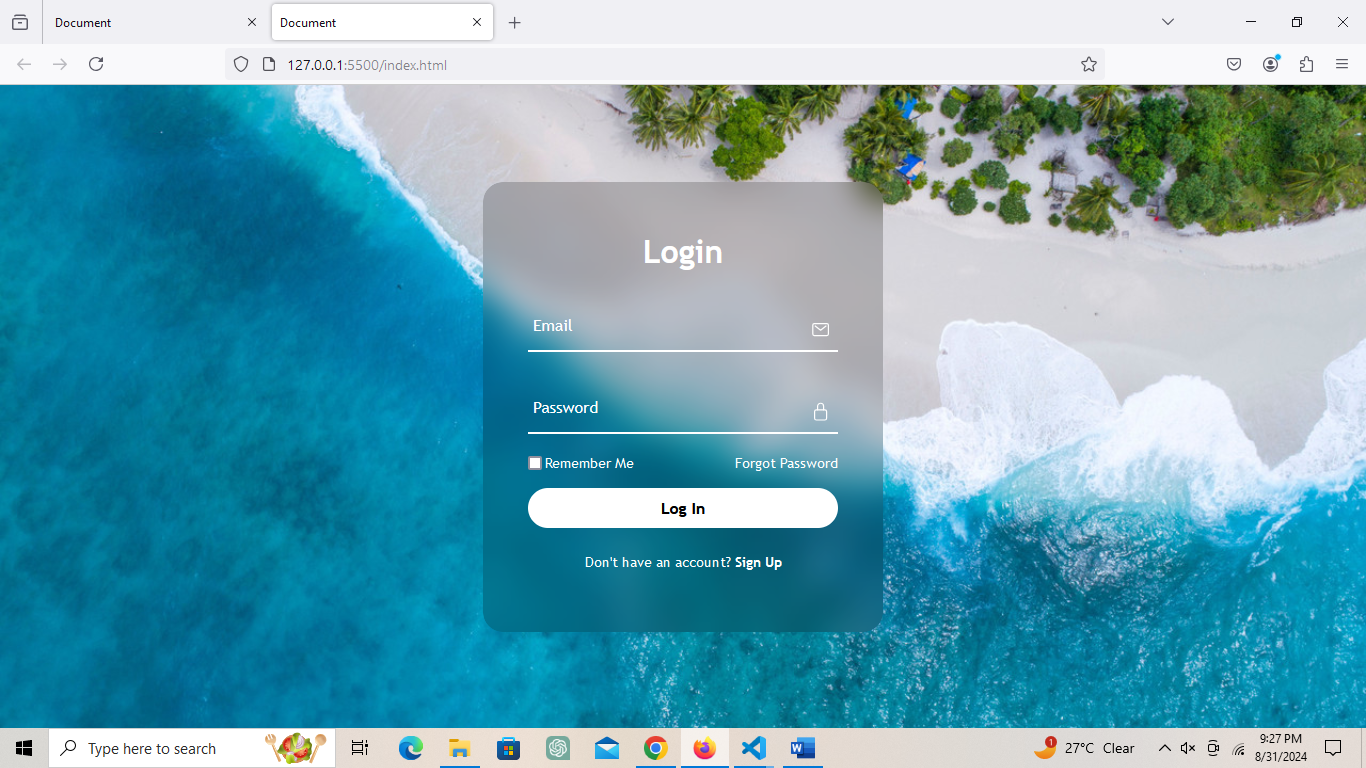 Document
Document
127.0.0.1:5500/index.html
Login
Email
Password
Remember Me Forgot Password
Log In
Don't have an account? Sign Up
Type here to search
1
27°C Clear
9:27 PM
8/31/2024